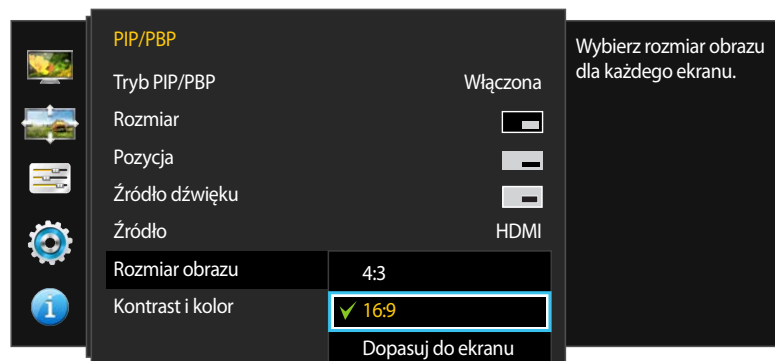 PIP/PBP
Tryb PIP/PBP Włączona
Rozmiar
Pozycja
Źródło dźwięku
Źródło HDMI
Rozmiar obrazu 4:3
Kontrast i kolor 16:9
Dopasuj do ekranu
Wybierz rozmiar obrazu
dla każdego ekranu.